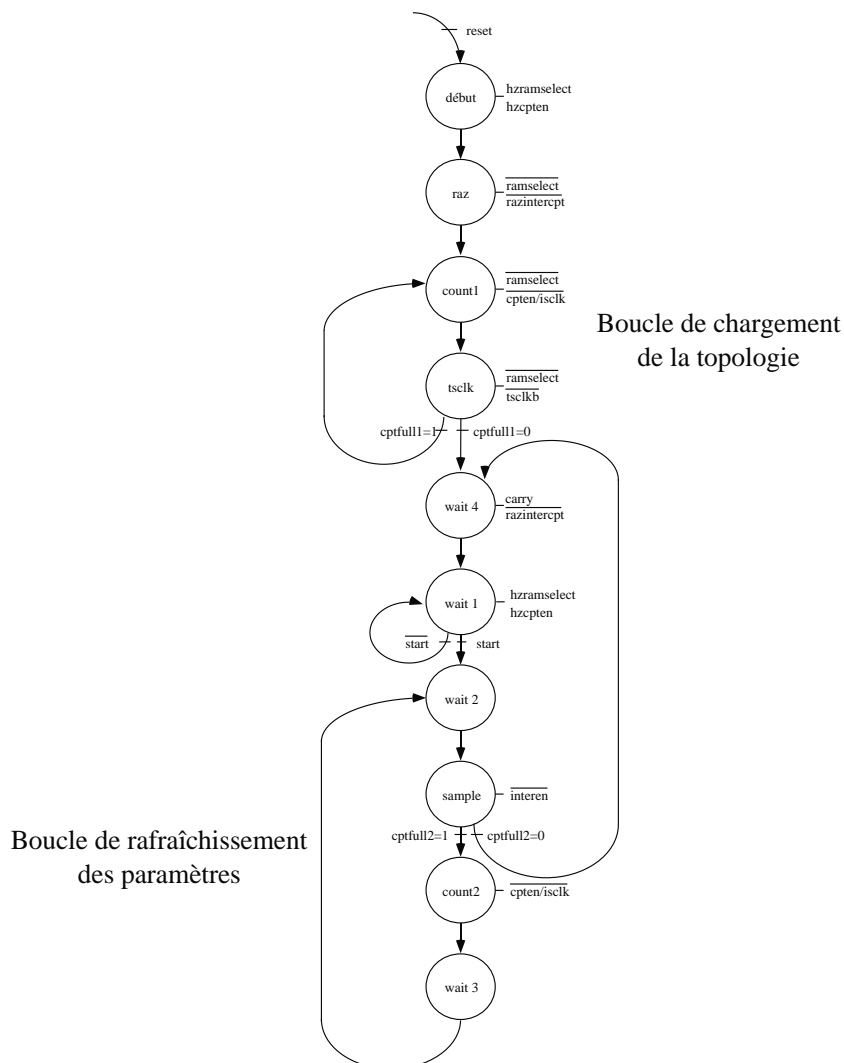 reset
début
hzramselect
hzcpten
raz
ramselect
razintercpt
count1
ramselect
cpten/isclk
Boucle de chargement
de la topologie
tsclk
ramselect
tsclkb
cptfull1=1
cptfull1=0
wait 4
carry
razintercpt
wait 1
hzramselect
hzcpten
start
start
wait 2
sample
interen
Boucle de rafraîchissement
des paramètres
cptfull2=1
cptfull2=0
count2
cpten/isclk
wait 3